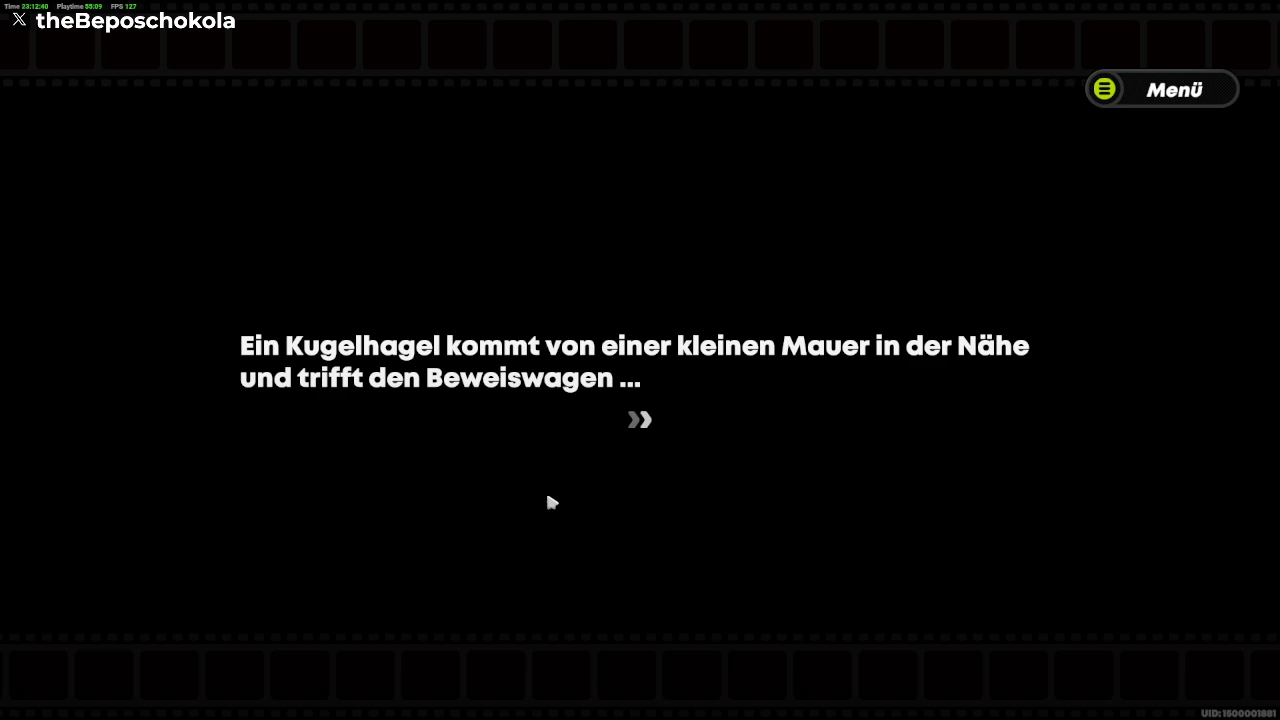 Time 23:12:40 Playtime 55:09 FPS 127
theBeposchokola
Menü
Ein Kugelhagel kommt von einer kleinen Mauer in der Nähe
und trifft den Beweiswagen ...
UID: 1500001881